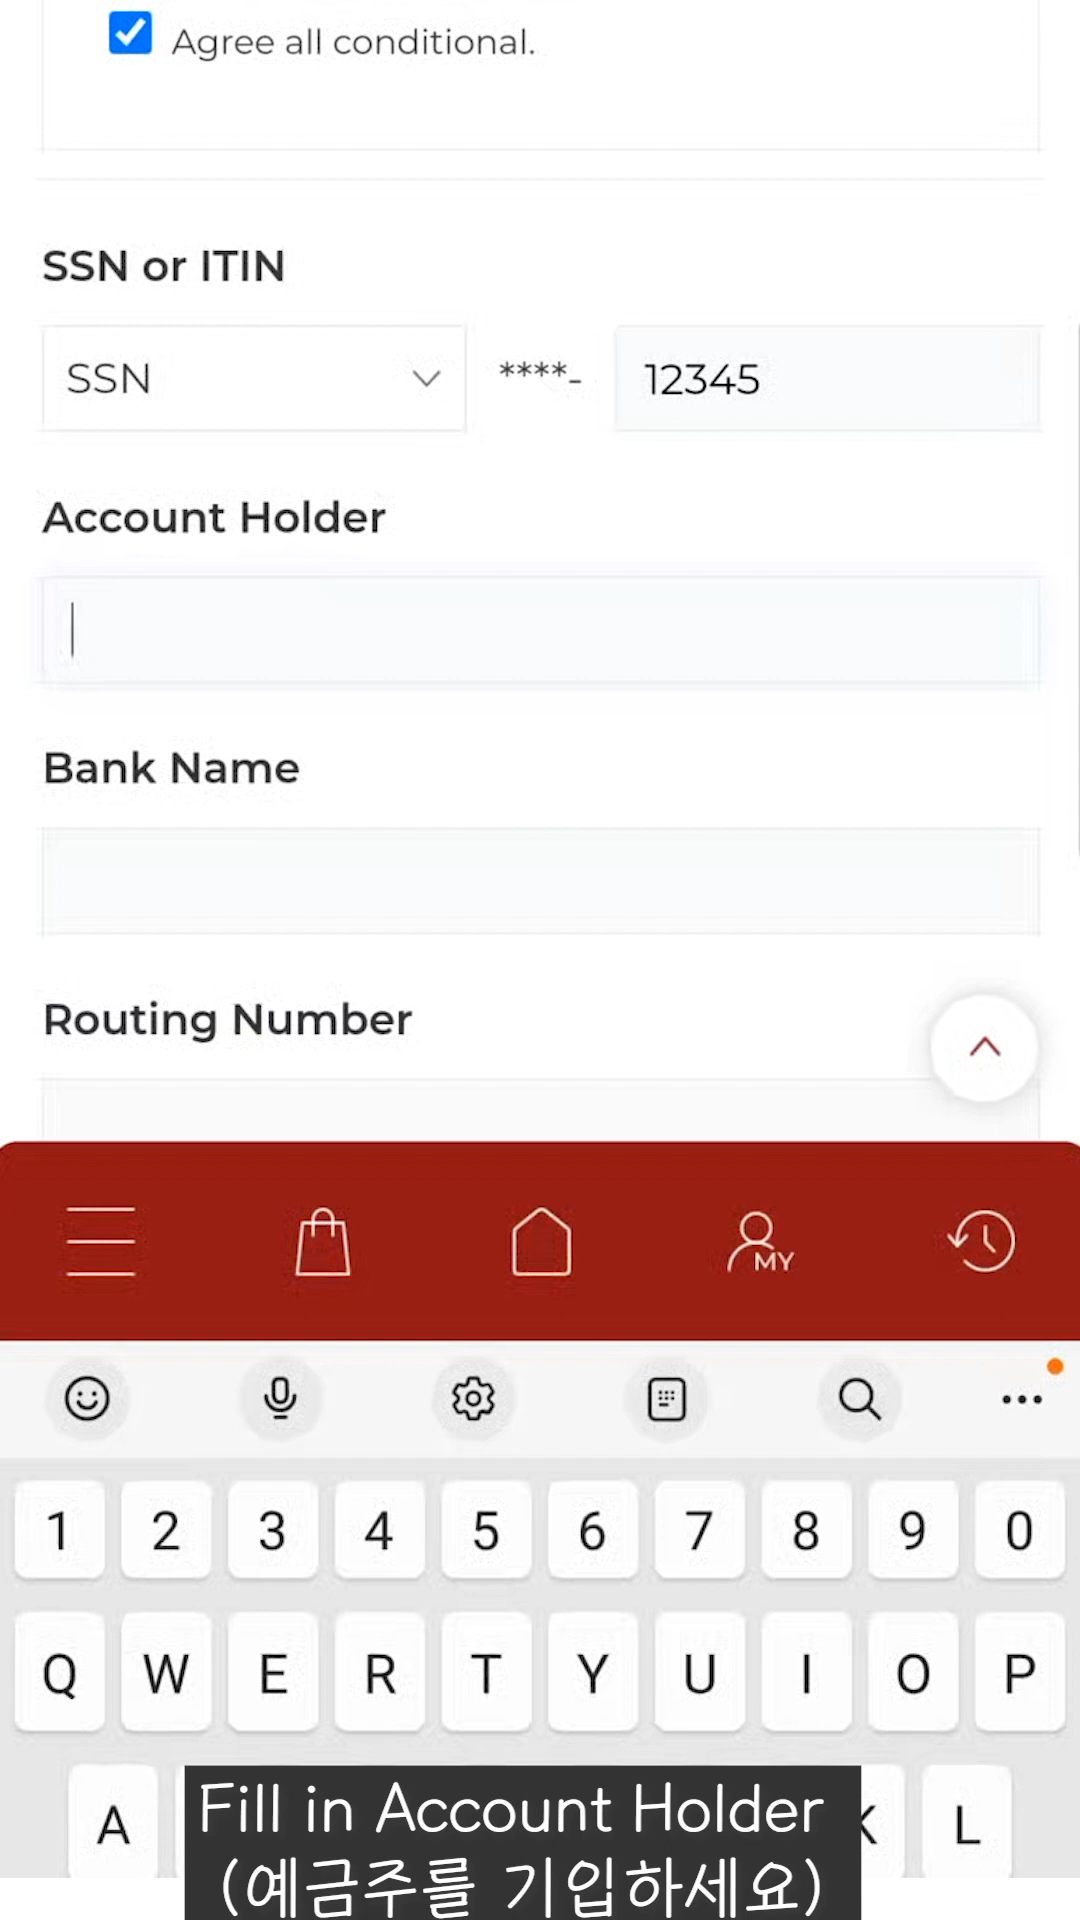 Agree all conditional.
SSN or ITIN
SSN
****-
12345
Account Holder
Bank Name
Routing Number
MY
1 2 3 4 5 6 7 8 9 0
Q W E R T Y U I O P
A K L
Fill in Account Holder
(예금주를 기입하세요)